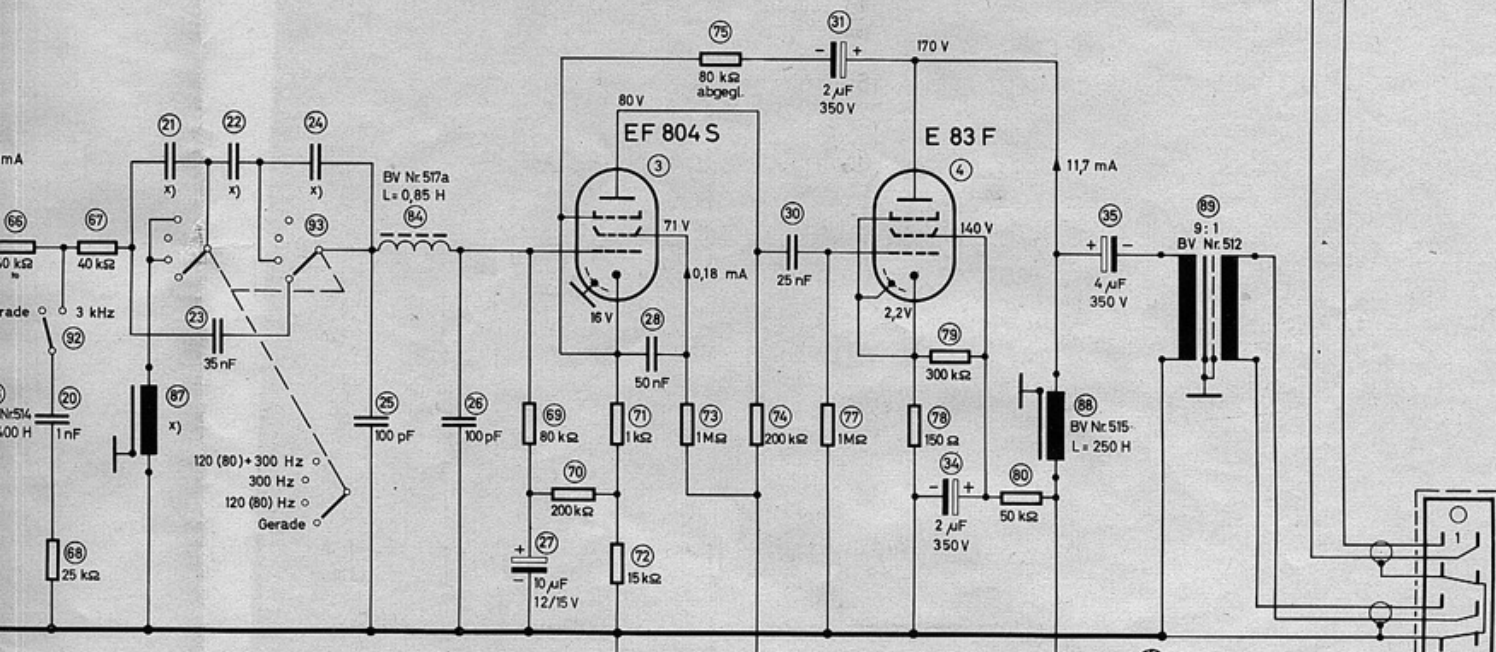 31
75
170 V
80 kΩ
abgegl.
2 µF
350 V
80 V
21
22
24
EF 804 S
E 83 F
mA
x)
x)
x)
BV Nr. 517a
L = 0,85 H
3
4
11,7 mA
66
67
93
84
71 V
30
140 V
35
89
9 : 1
BV Nr. 512
40 kΩ
0,18 mA
25 nF
4 µF
350 V
3 kHz
92
23
35 nF
16 V
28
50 nF
2,2 V
79
300 kΩ
20
1 nF
Nr. 514
87
x)
25
100 pF
26
100 pF
69
80 kΩ
71
1 kΩ
73
1 MΩ
74
200 kΩ
77
1 MΩ
78
150 Ω
88
BV Nr. 515
L = 250 H
120 (80) + 300 Hz
300 Hz
120 (80) Hz
Gerade
70
200 kΩ
34
2 µF
350 V
80
50 kΩ
68
25 kΩ
27
10 µF
12/15 V
72
15 kΩ
1